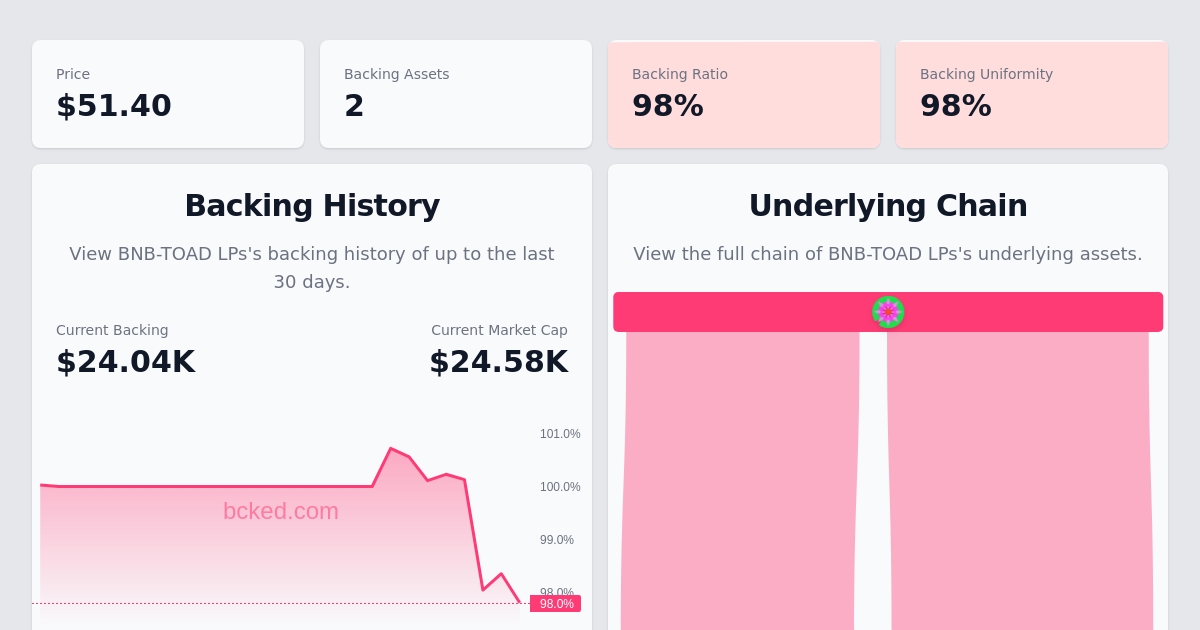 Price
$51.40
Backing Assets
2
Backing Ratio
98%
Backing Uniformity
98%
Backing History
View BNB-TOAD LPs's backing history of up to the last
30 days.
Current Backing
$24.04K
Current Market Cap
$24.58K
101.0%
100.0%
99.0%
98.0%
98.0%
bcked.com
Underlying Chain
View the full chain of BNB-TOAD LPs's underlying assets.